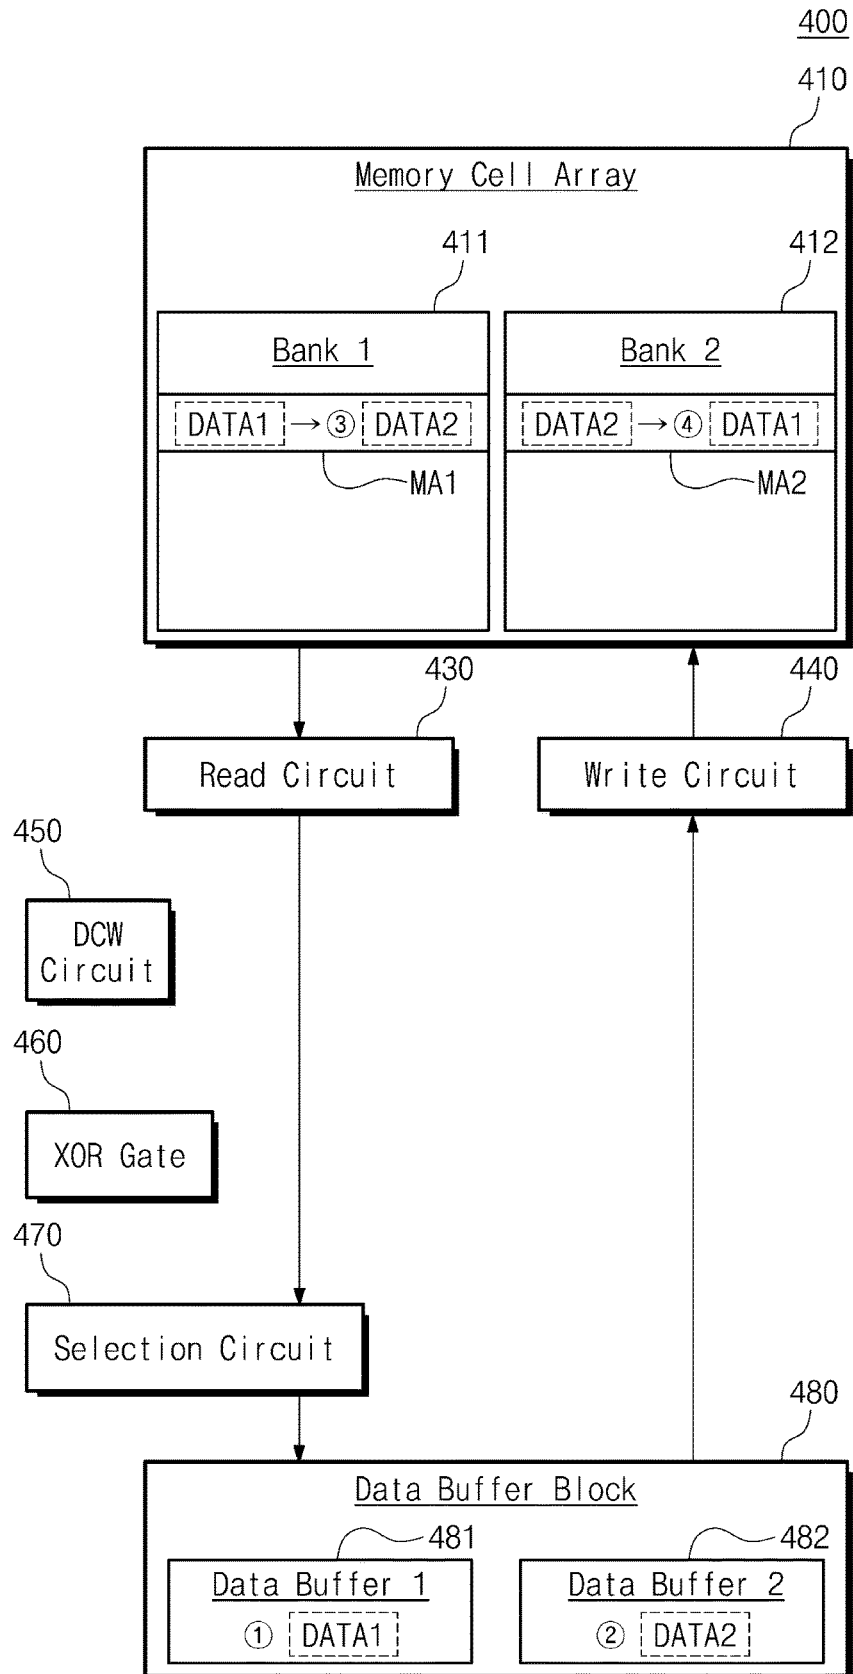 400
410
Memory Cell Array
411
412
Bank 1
Bank 2
DATA1 → ③ DATA2
DATA2 → ④ DATA1
MA1
MA2
430
440
Read Circuit
Write Circuit
450
DCW
Circuit
460
XOR Gate
470
Selection Circuit
480
Data Buffer Block
481
482
Data Buffer 1
Data Buffer 2
① DATA1
② DATA2